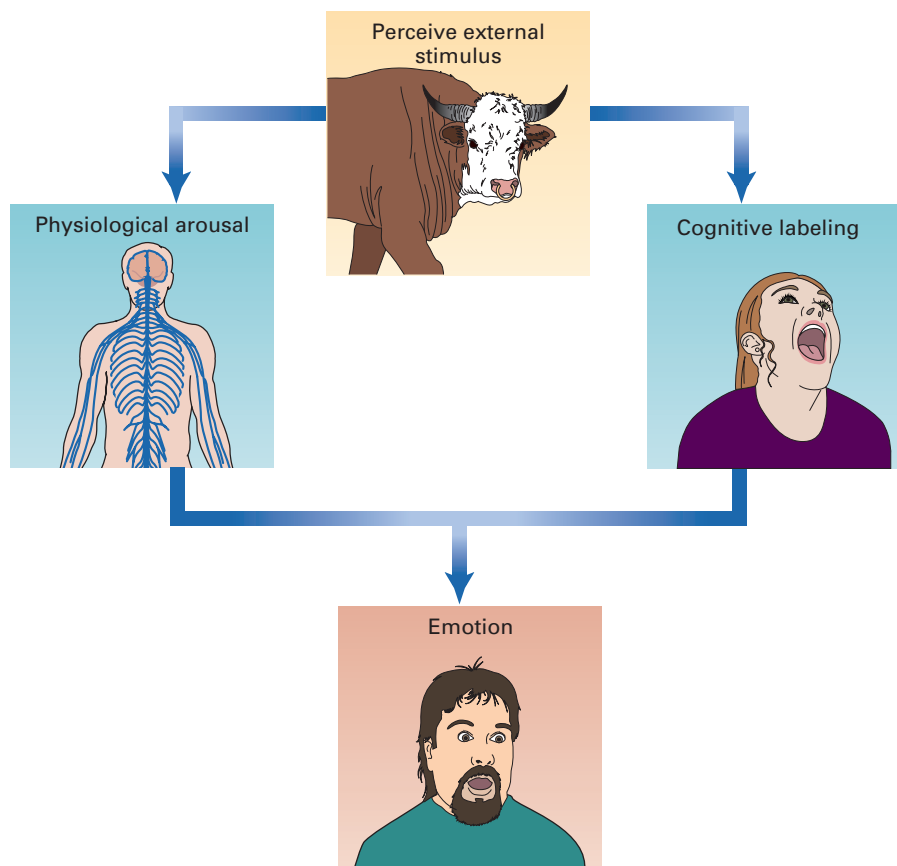 Perceive external
stimulus
Physiological arousal
Cognitive labeling
Emotion